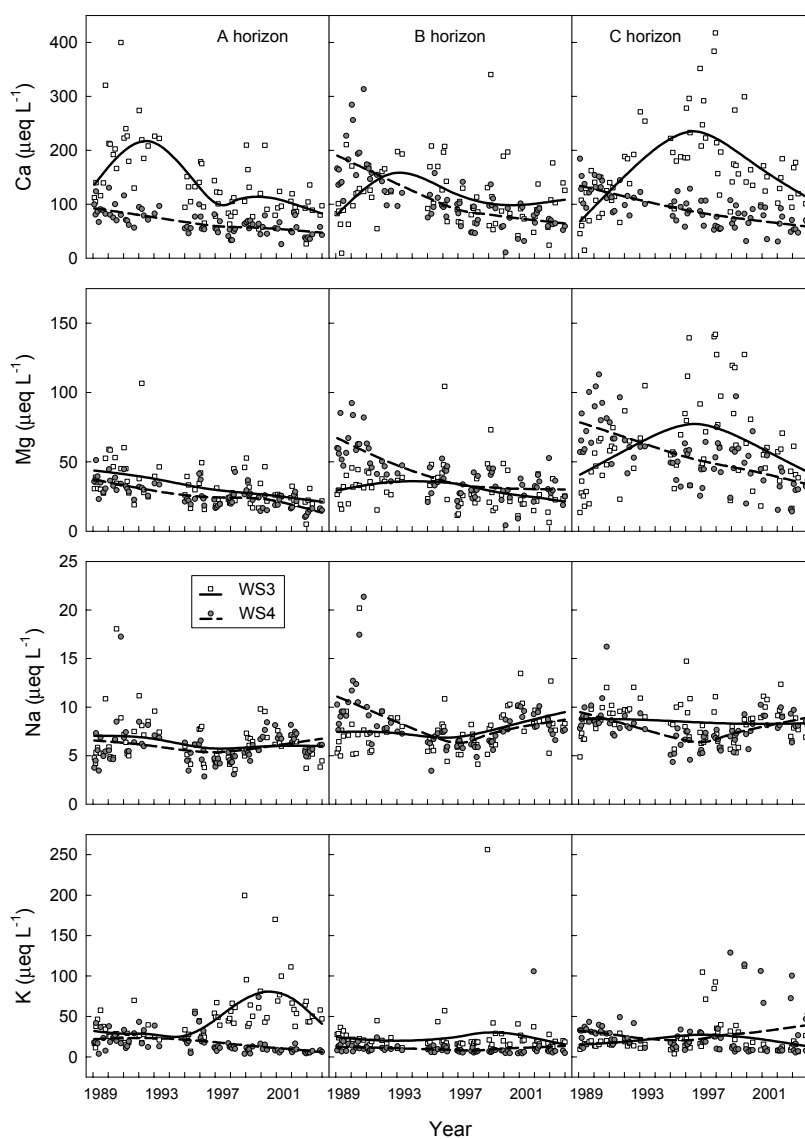 A horizon B horizon C horizon
Ca (µeq L⁻¹)
400
300
200
100
0
Mg (µeq L⁻¹)
150
100
50
0
Na (µeq L⁻¹)
25
20
15
10
5
0
WS3
WS4
K (µeq L⁻¹)
250
200
150
100
50
0
1989 1993 1997 2001 1989 1993 1997 2001 1989 1993 1997 2001
Year